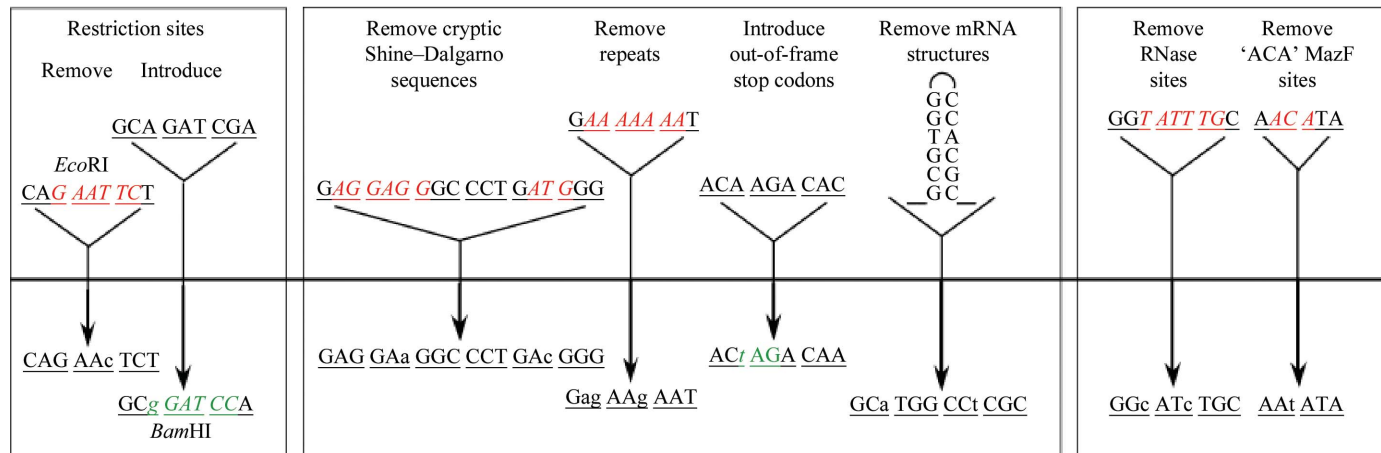 Restriction sites
Remove
Introduce
GCA GAT CGA
EcoRI
CAG AAT TCT
CAG AAc TCT
GCg GAT CCA
BamHI
Remove cryptic
Shine–Dalgarno
sequences
GAG GAG GGC CCT GAT GGG
GAG GAa GGC CCT GAc GGG
Remove
repeats
GAA AAA AAT
Gag AAg AAT
Introduce
out-of-frame
stop codons
ACA AGA CAC
ACt AGA CAA
Remove mRNA
structures
G C
G C
T A
G C
C G
G C
GCa TGG CCt CGC
Remove
RNase
sites
GGT ATT TGC
GGc ATc TGC
Remove
‘ACA’ MazF
sites
AAC ATA
AAt ATA